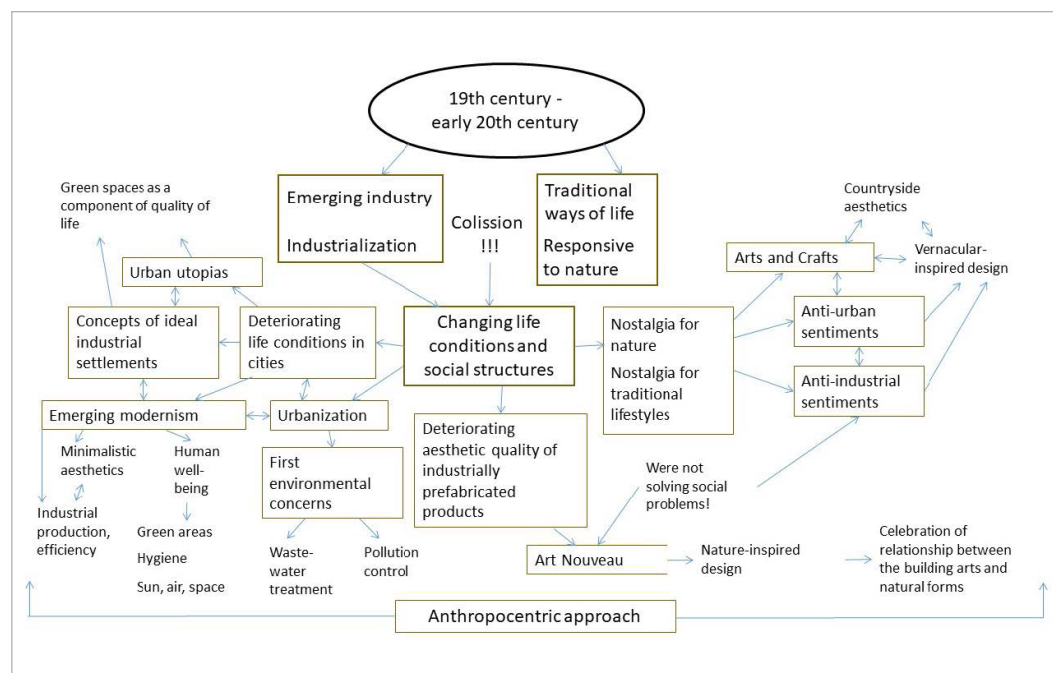 19th century -
early 20th century
Emerging industry
Industrialization
Colission
!!!
Traditional
ways of life
Responsive
to nature
Green spaces as a
component of quality of
life
Countryside
aesthetics
Urban utopias
Arts and Crafts
Vernacular-
inspired design
Concepts of ideal
industrial
settlements
Deteriorating
life conditions in
cities
Changing life
conditions and
social structures
Nostalgia for
nature
Nostalgia for
traditional
lifestyles
Anti-urban
sentiments
Anti-industrial
sentiments
Emerging modernism
Urbanization
Minimalistic
aesthetics
Human
well-
being
First
environmental
concerns
Deteriorating
aesthetic quality of
industrially
prefabricated
products
Were not
solving social
problems!
Industrial
production,
efficiency
Green areas
Hygiene
Sun, air, space
Waste-
water
treatment
Pollution
control
Art Nouveau
Nature-inspired
design
Celebration of
relationship between
the building arts and
natural forms
Anthropocentric approach